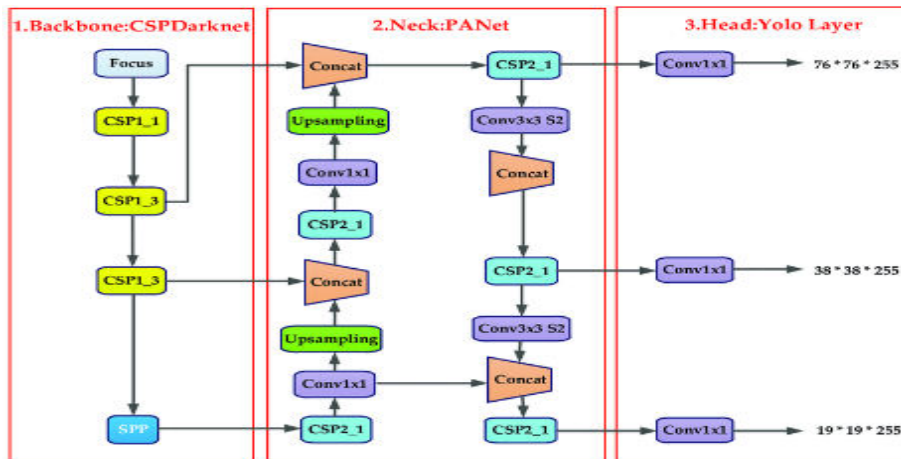 1.Backbone:CSPDarknet
Focus
CSP1_1
CSP1_3
CSP1_3
SPP
2.Neck:PANet
Concat
Upsampling
Conv1x1
CSP2_1
Concat
Upsampling
Conv1x1
CSP2_1
CSP2_1
Conv3x3 S2
Concat
CSP2_1
Conv3x3 S2
Concat
CSP2_1
3.Head:Yolo Layer
Conv1x1
76 * 76 * 255
Conv1x1
38 * 38 * 255
Conv1x1
19 * 19 * 255